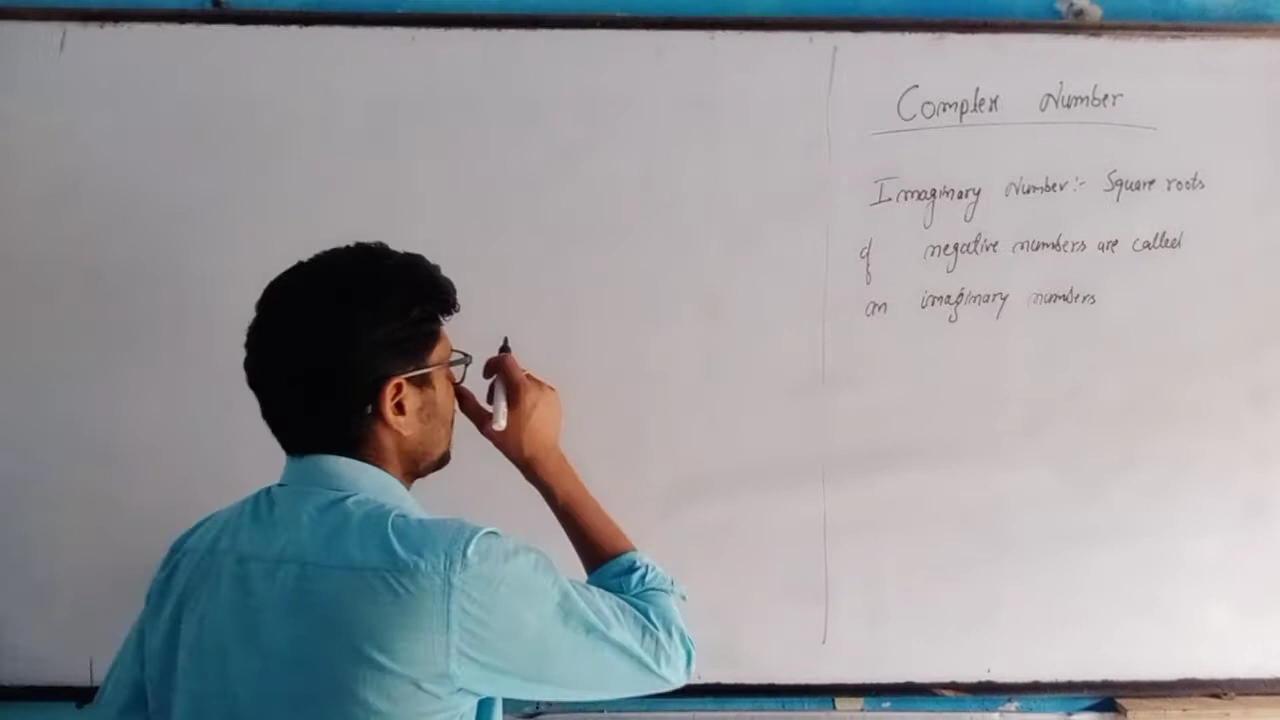 Complex Number
Imaginary Number:- Square roots
of negative numbers are called
an imaginary numbers